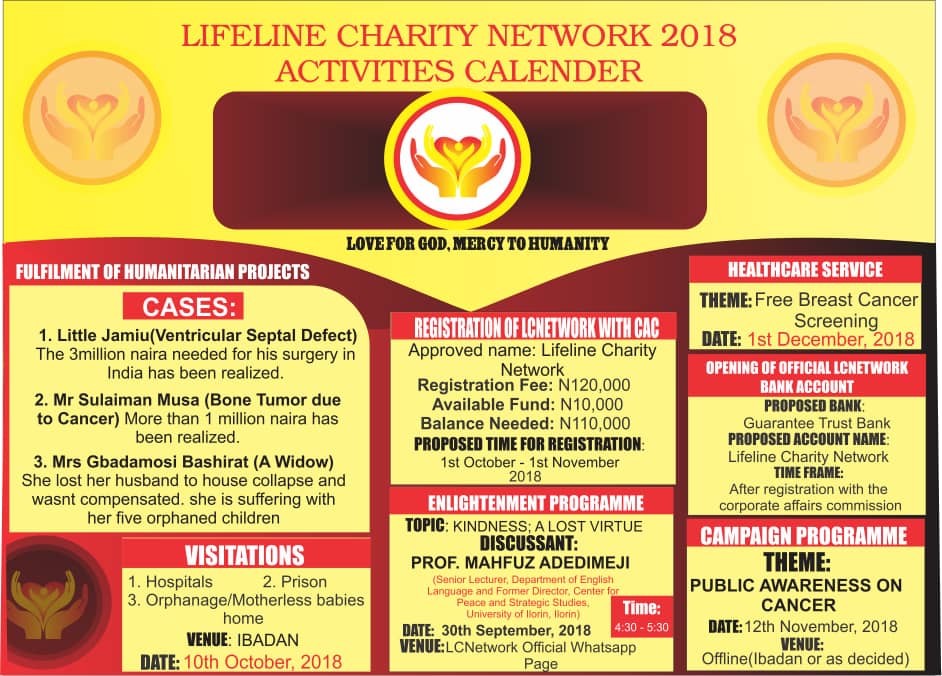 LIFELINE CHARITY NETWORK 2018
ACTIVITIES CALENDER
LOVE FOR GOD, MERCY TO HUMANITY
FULFILMENT OF HUMANITARIAN PROJECTS
CASES:
1. Little Jamiu(Ventricular Septal Defect)
The 3million naira needed for his surgery in
India has been realized.
2. Mr Sulaiman Musa (Bone Tumor due
to Cancer) More than 1 million naira has
been realized.
3. Mrs Gbadamosi Bashirat (A Widow)
She lost her husband to house collapse and
wasnt compensated. she is suffering with
her five orphaned children
VISITATIONS
1. Hospitals 2. Prison
3. Orphanage/Motherless babies
home
VENUE: IBADAN
DATE: 10th October, 2018
REGISTRATION OF LCNETWORK WITH CAC
Approved name: Lifeline Charity
Network
Registration Fee: N120,000
Available Fund: N10,000
Balance Needed: N110,000
PROPOSED TIME FOR REGISTRATION:
1st October - 1st November
2018
ENLIGHTENMENT PROGRAMME
TOPIC: KINDNESS; A LOST VIRTUE
DISCUSSANT:
PROF. MAHFUZ ADEDIMEJI
(Senior Lecturer, Department of English
Language and Former Director, Center for
Peace and Strategic Studies,
University of Ilorin, Ilorin)
Time:
4:30 - 5:30
DATE: 30th September, 2018
VENUE:LCNetwork Official Whatsapp
Page
HEALTHCARE SERVICE
THEME: Free Breast Cancer
Screening
DATE: 1st December, 2018
OPENING OF OFFICIAL LCNETWORK
BANK ACCOUNT
PROPOSED BANK:
Guarantee Trust Bank
PROPOSED ACCOUNT NAME:
Lifeline Charity Network
TIME FRAME:
After registration with the
corporate affairs commission
CAMPAIGN PROGRAMME
THEME:
PUBLIC AWARENESS ON
CANCER
DATE:12th November, 2018
VENUE:
Offline(Ibadan or as decided)